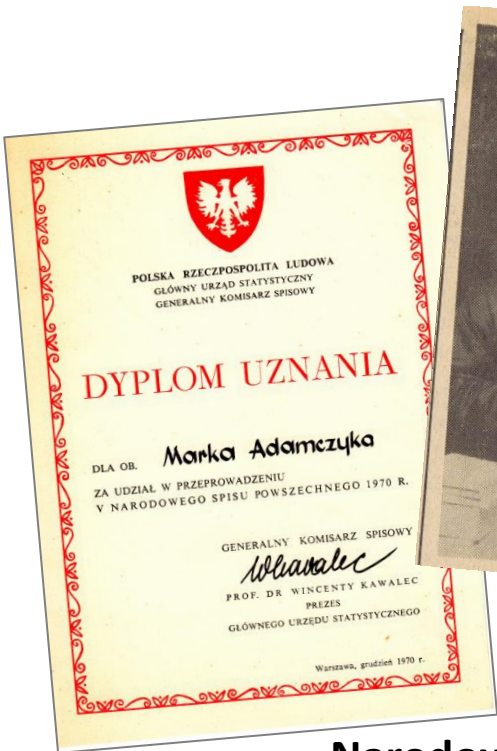 POLSKA RZECZPOSPOLITA LUDOWA
GŁÓWNY URZĄD STATYSTYCZNY
GENERALNY KOMISARZ SPISOWY
DYPLOM UZNANIA
DLA OB. Marka Adamczyka
ZA UDZIAŁ W PRZEPROWADZENIU
V NARODOWEGO SPISU POWSZECHNEGO 1970 R.
GENERALNY KOMISARZ SPISOWY
WKawalec
PROF. DR WINCENTY KAWALEC
PREZES
GŁÓWNEGO URZĘDU STATYSTYCZNEGO
Warszawa, grudzień 1970 r.